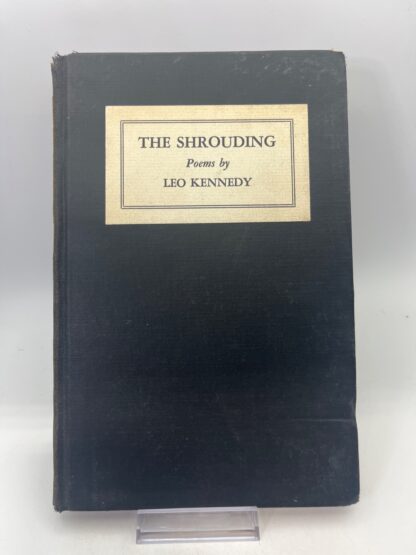 THE SHROUDING
Poems by
LEO KENNEDY